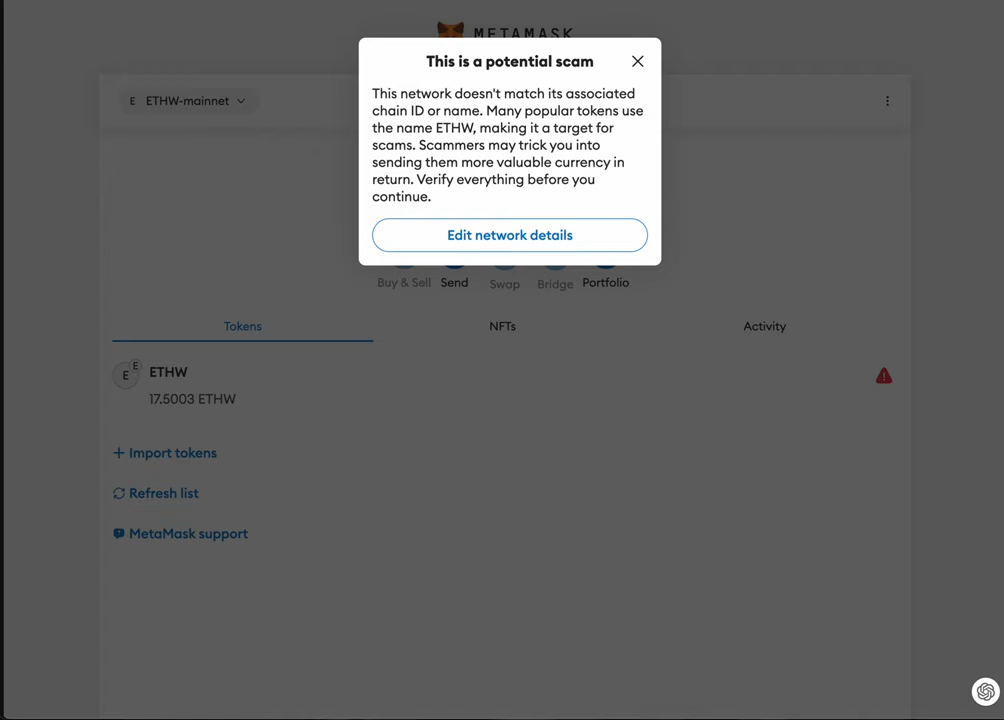 METAMASK
This is a potential scam
E ETHW-mainnet
This network doesn't match its associated
chain ID or name. Many popular tokens use
the name ETHW, making it a target for
scams. Scammers may trick you into
sending them more valuable currency in
return. Verify everything before you
continue.
Edit network details
Buy & Sell Send Swap Bridge Portfolio
Tokens NFTs Activity
E
E ETHW
17.5003 ETHW
+ Import tokens
Refresh list
MetaMask support